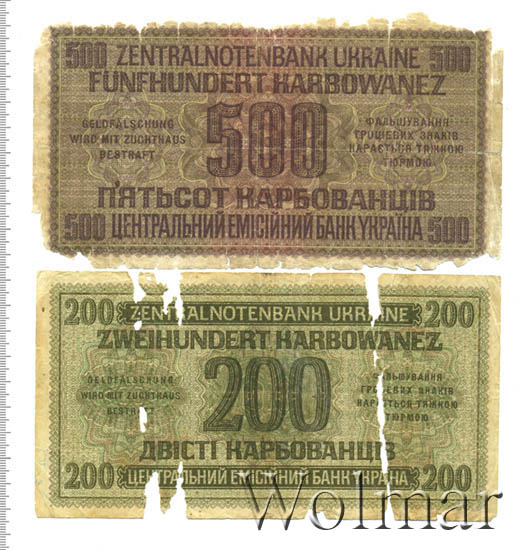 500 ZENTRALNOTENBANK UKRAINE 500
FÜNFHUNDERT KARBOWANEZ
GELDFÄLSCHUNG
WIRD MIT ZUCHTHAUS
BESTRAFT
500
ФАЛЬШУВАННЯ
ГРОШЕВИХ ЗНАКІВ
КАРАЄТЬСЯ ТЯЖКОЮ
ТЮРМОЮ
П'ЯТЬСОТ КАРБОВАНЦІВ
500 ЦЕНТРАЛЬНИЙ ЕМІСІЙНИЙ БАНК УКРАЇНА 500
200 ZENTRALNOTENBANK UKRAINE 200
ZWEIHUNDERT KARBOWANEZ
GELDFÄLSCHUNG
WIRD MIT ZUCHTHAUS
BESTRAFT
200
ФАЛЬШУВАННЯ
ГРОШЕВИХ ЗНАКІВ
КАРАЄТЬСЯ ТЯЖКОЮ
ТЮРМОЮ
ДВІСТІ КАРБОВАНЦІВ
200 ЦЕНТРАЛЬНИЙ ЕМІСІЙНИЙ БАНК УКРАЇНА 200
Wolmar